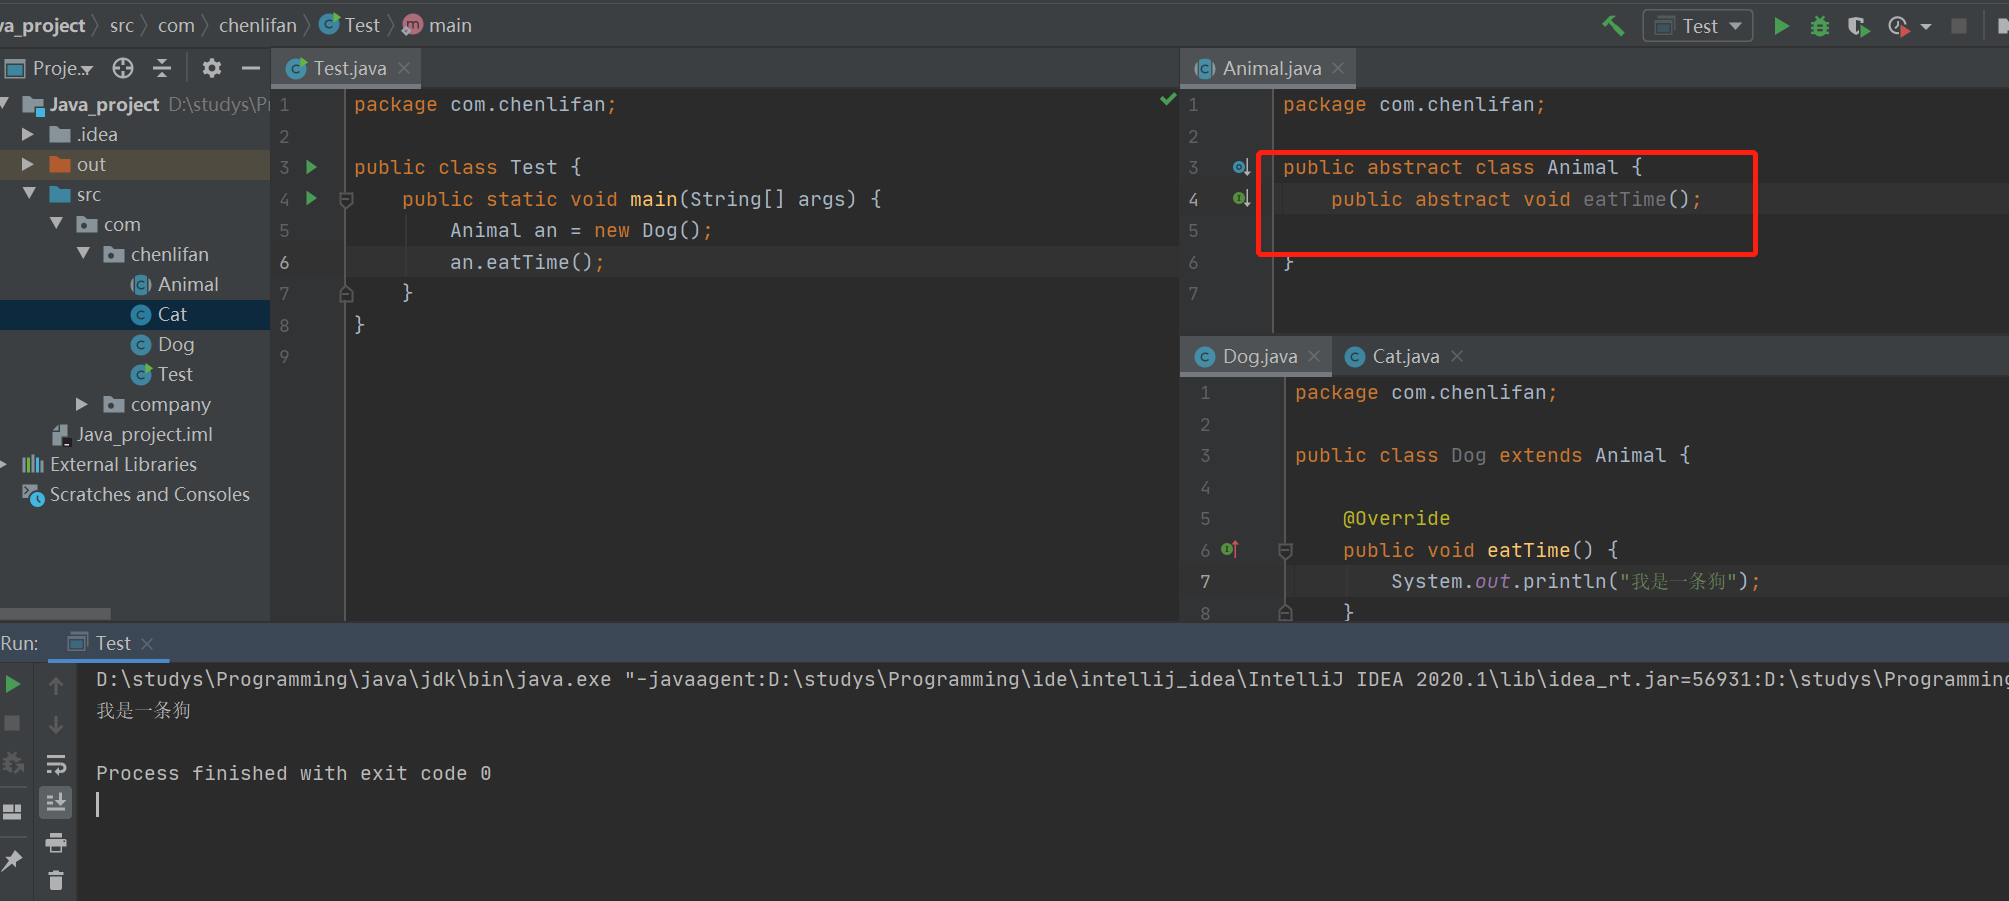 va_project 〉 src 〉 com 〉 chenlifan 〉 Test 〉 main
Test
Proje..
Test.java
Java_project D:\studys\P
.idea
out
src
com
chenlifan
Animal
Cat
Dog
Test
company
Java_project.iml
External Libraries
Scratches and Consoles
1 package com.chenlifan;
2
3 public class Test {
4 public static void main(String[] args) {
5 Animal an = new Dog();
6 an.eatTime();
7 }
8 }
9
Animal.java
1 package com.chenlifan;
2
3 public abstract class Animal {
4 public abstract void eatTime();
5
6 }
7
Dog.java Cat.java
1 package com.chenlifan;
2
3 public class Dog extends Animal {
4
5 @Override
6 public void eatTime() {
7 System.out.println("我是一条狗");
8 }
Run: Test
D:\studys\Programming\java\jdk\bin\java.exe "-javaagent:D:\studys\Programming\ide\intellij_idea\IntelliJ IDEA 2020.1\lib\idea_rt.jar=56931:D:\studys\Programming
我是一条狗
Process finished with exit code 0